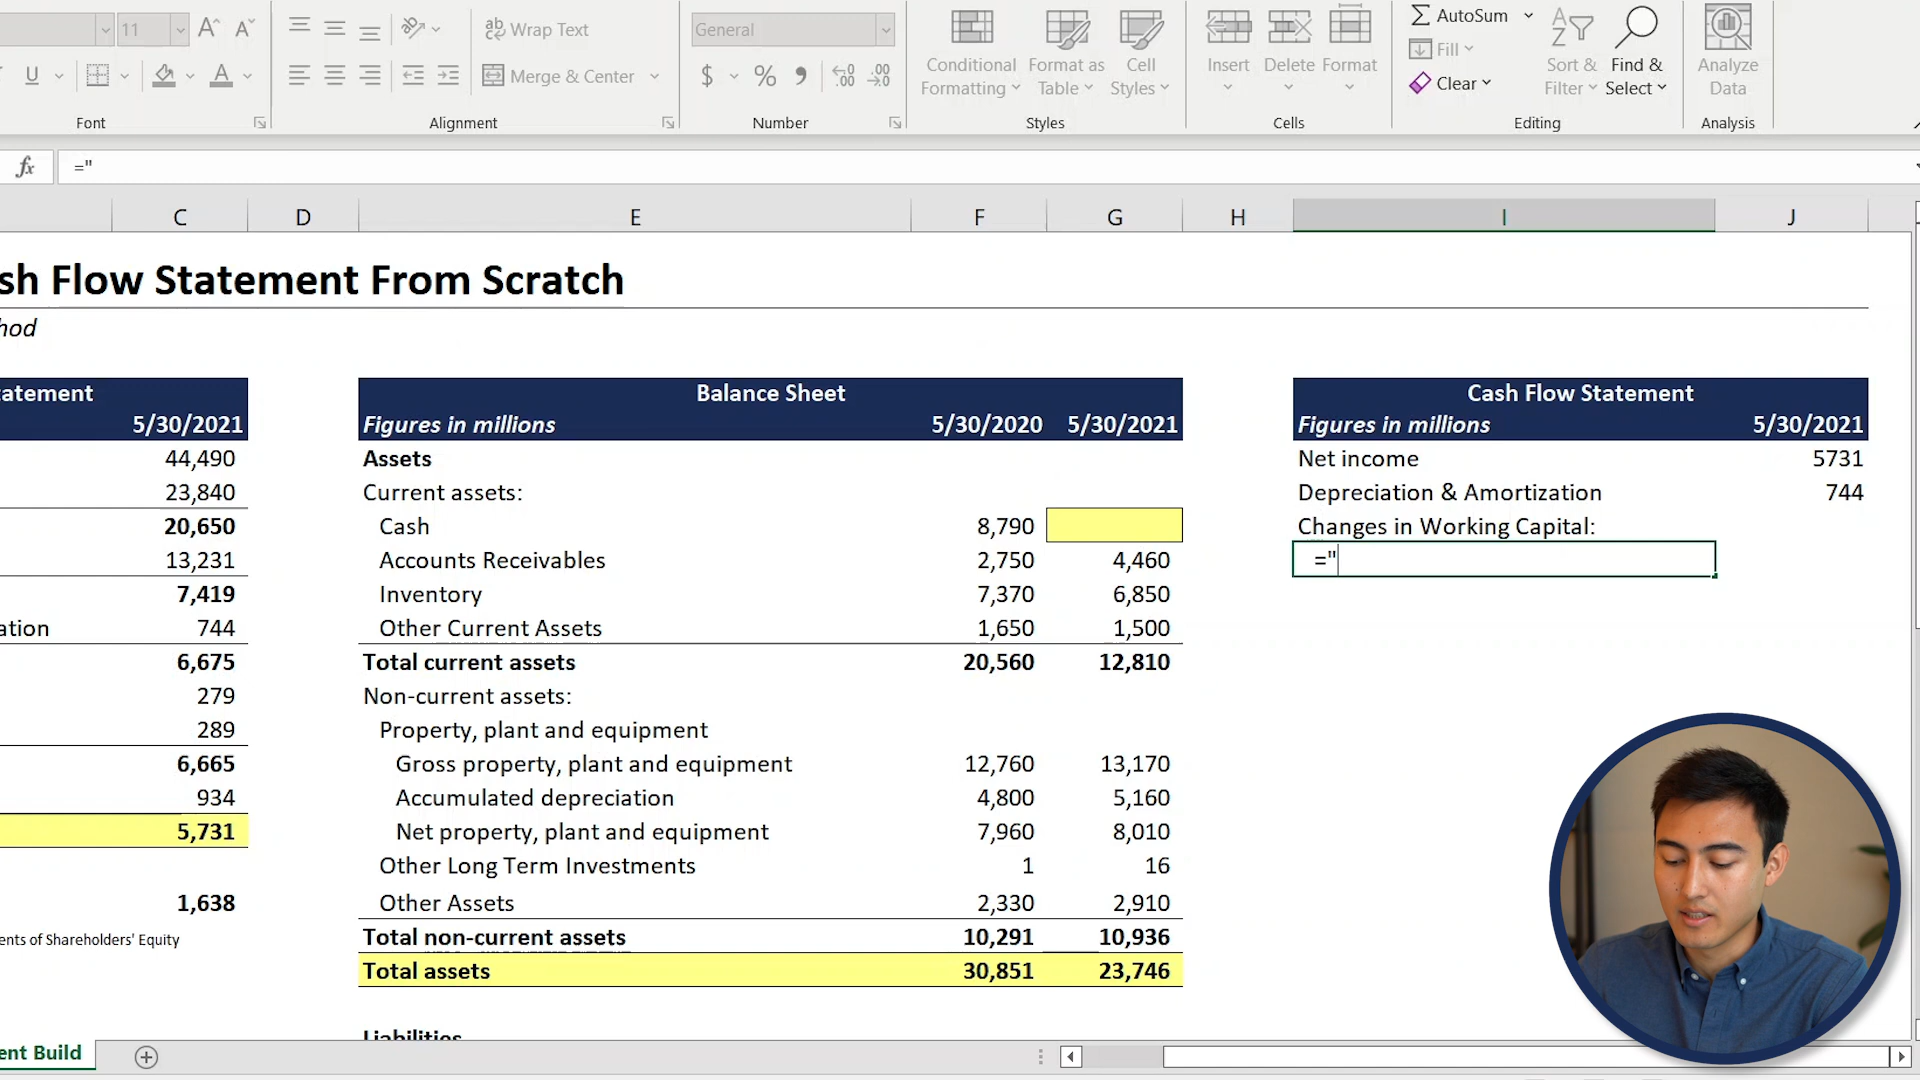 11
Wrap Text
General
AutoSum
Fill
Clear
Merge & Center
Conditional Formatting
Format as Table
Cell Styles
Insert
Delete
Format
Sort & Filter
Find & Select
Analyze Data
Font
Alignment
Number
Styles
Cells
Editing
Analysis
fx
="
C D E F G H I J
sh Flow Statement From Scratch
hod
atement
5/30/2021
44,490
23,840
20,650
13,231
7,419
ation 744
6,675
279
289
6,665
934
5,731
1,638
ents of Shareholders' Equity
Balance Sheet
Figures in millions 5/30/2020 5/30/2021
Assets
Current assets:
Cash 8,790
Accounts Receivables 2,750 4,460
Inventory 7,370 6,850
Other Current Assets 1,650 1,500
Total current assets 20,560 12,810
Non-current assets:
Property, plant and equipment
Gross property, plant and equipment 12,760 13,170
Accumulated depreciation 4,800 5,160
Net property, plant and equipment 7,960 8,010
Other Long Term Investments 1 16
Other Assets 2,330 2,910
Total non-current assets 10,291 10,936
Total assets 30,851 23,746
Liabilities
Cash Flow Statement
Figures in millions 5/30/2021
Net income 5731
Depreciation & Amortization 744
Changes in Working Capital:
="
ent Build